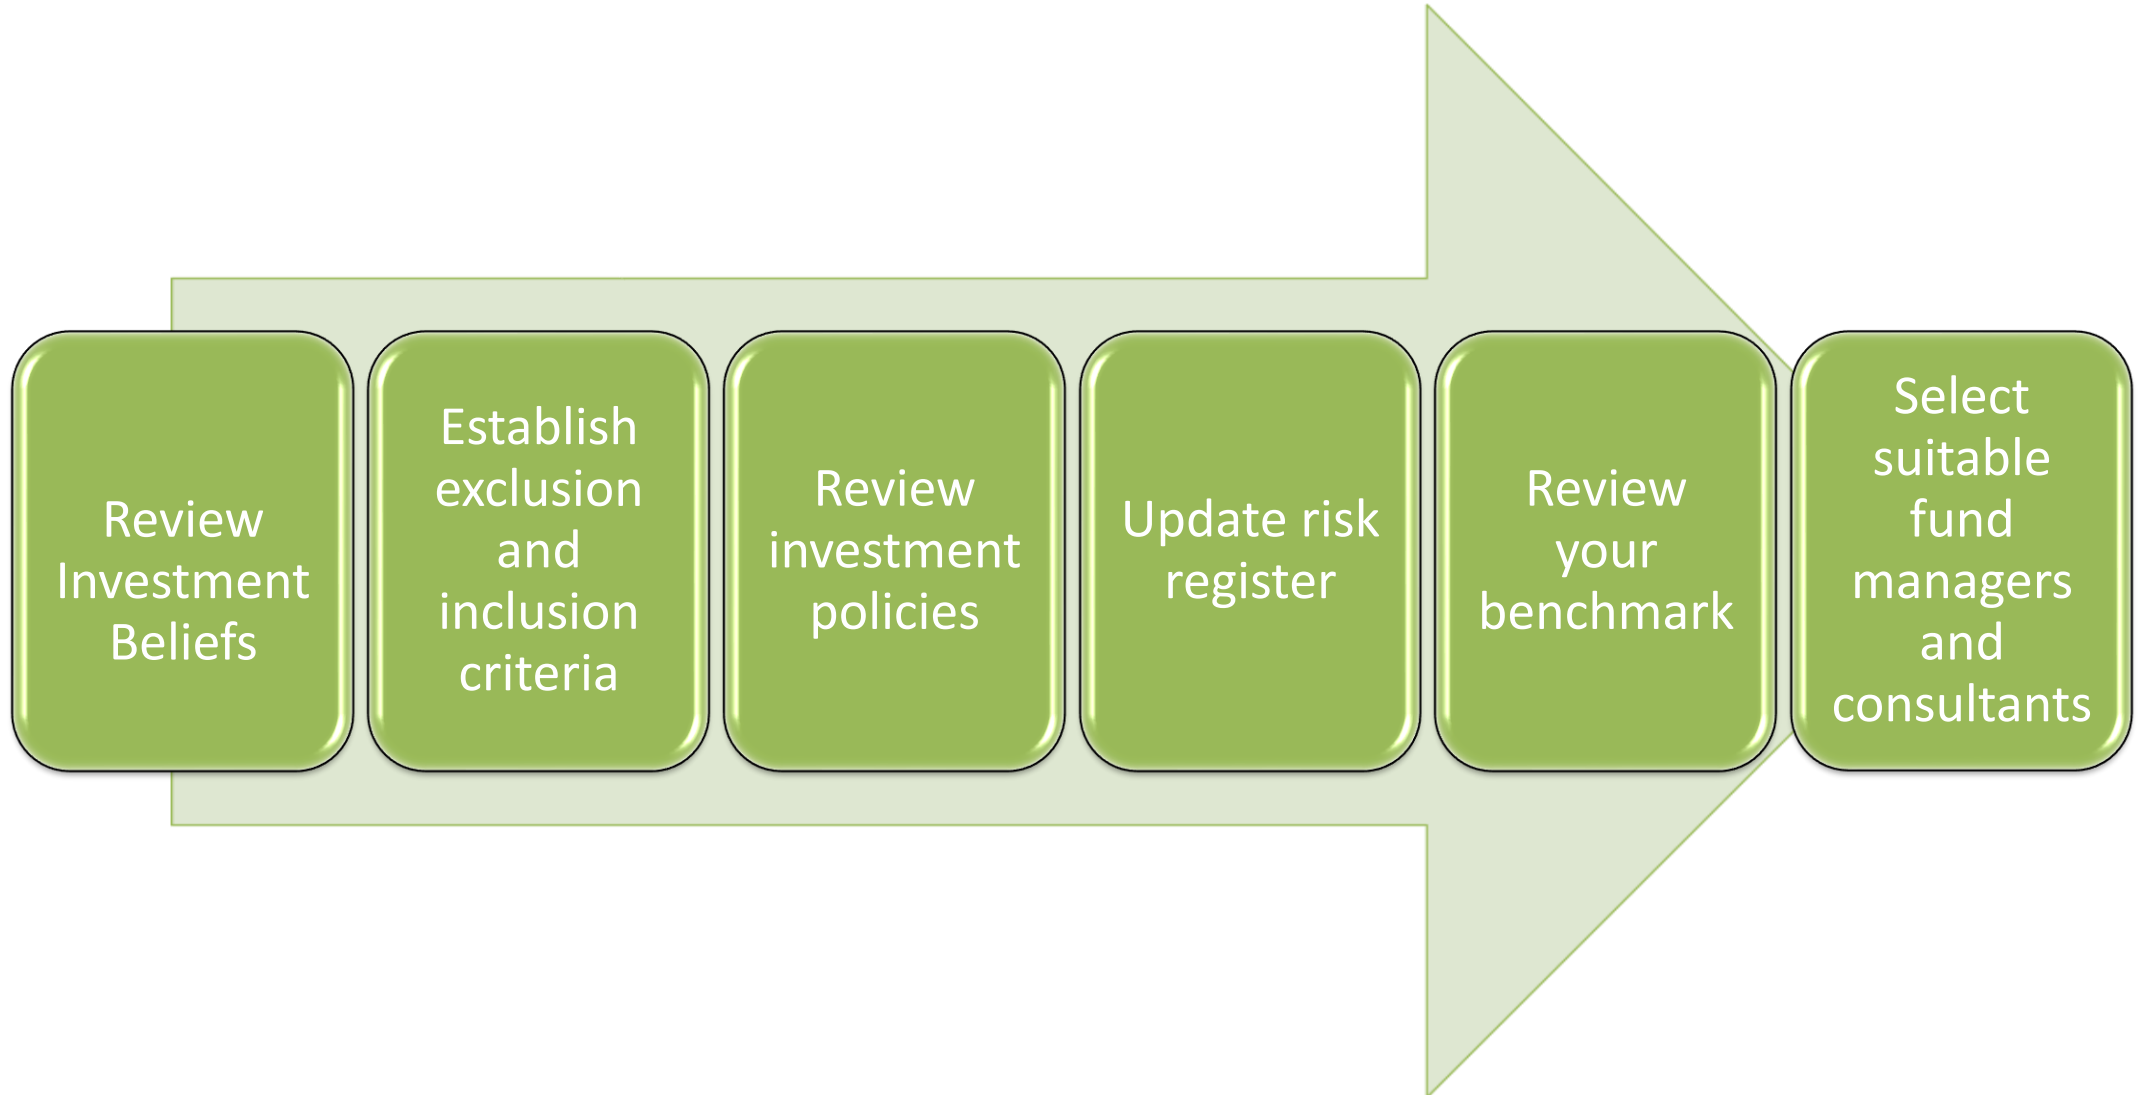 Review
Investment
Beliefs
Establish
exclusion
and
inclusion
criteria
Review
investment
policies
Update risk
register
Review
your
benchmark
Select
suitable
fund
managers
and
consultants